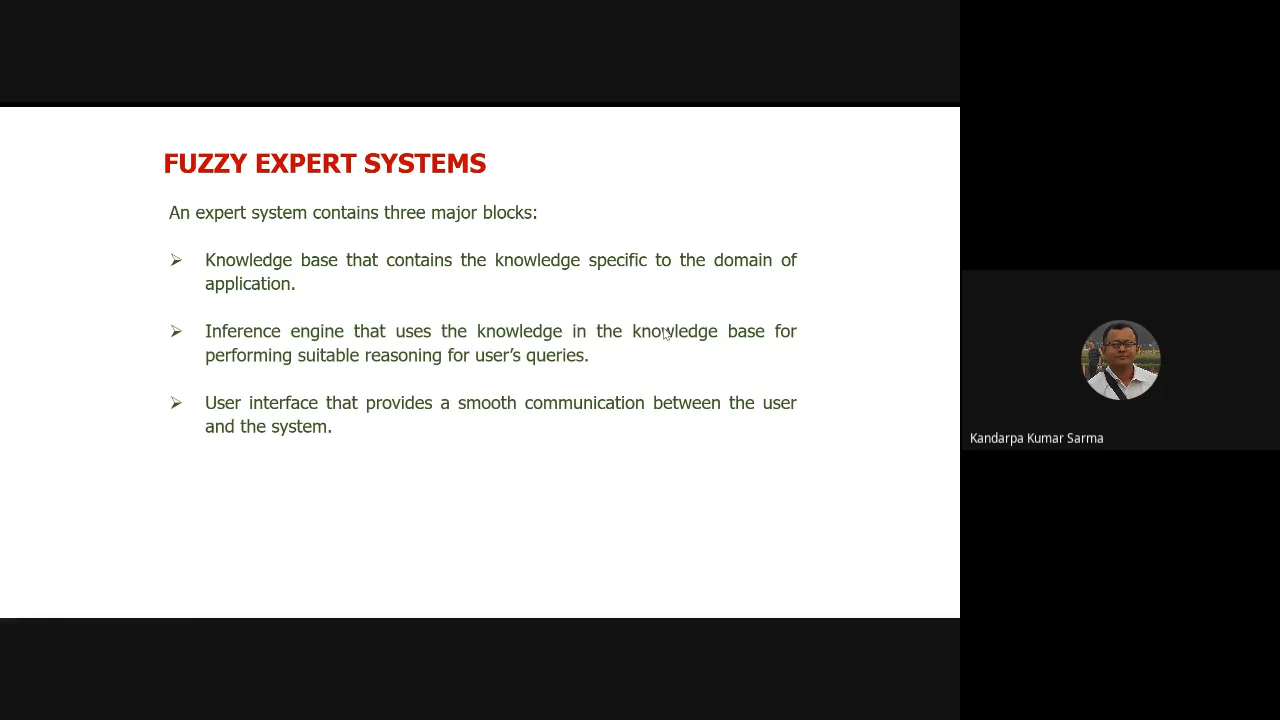 FUZZY EXPERT SYSTEMS
An expert system contains three major blocks:
➢ Knowledge base that contains the knowledge specific to the domain of
application.
➢ Inference engine that uses the knowledge in the knowledge base for
performing suitable reasoning for user’s queries.
➢ User interface that provides a smooth communication between the user
and the system.
Kandarpa Kumar Sarma